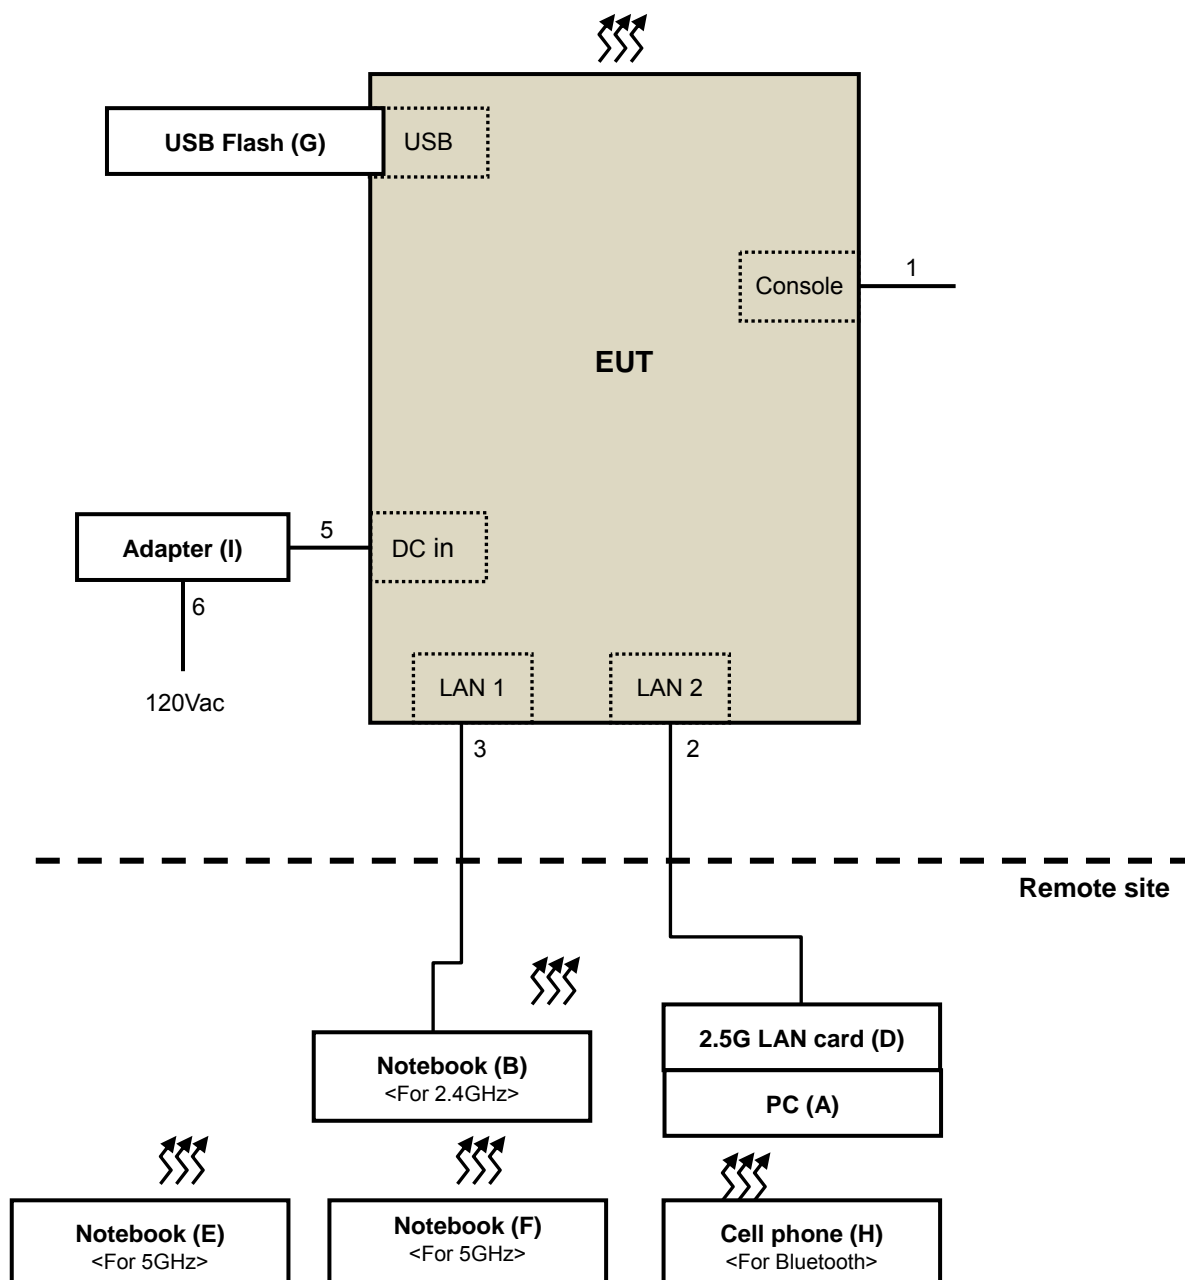 USB Flash (G)
USB
1
Console
EUT
5
Adapter (I)
DC in
6
120Vac
LAN 1
LAN 2
3
2
Remote site
2.5G LAN card (D)
Notebook (B)
<For 2.4GHz>
PC (A)
Notebook (E)
<For 5GHz>
Notebook (F)
<For 5GHz>
Cell phone (H)
<For Bluetooth>